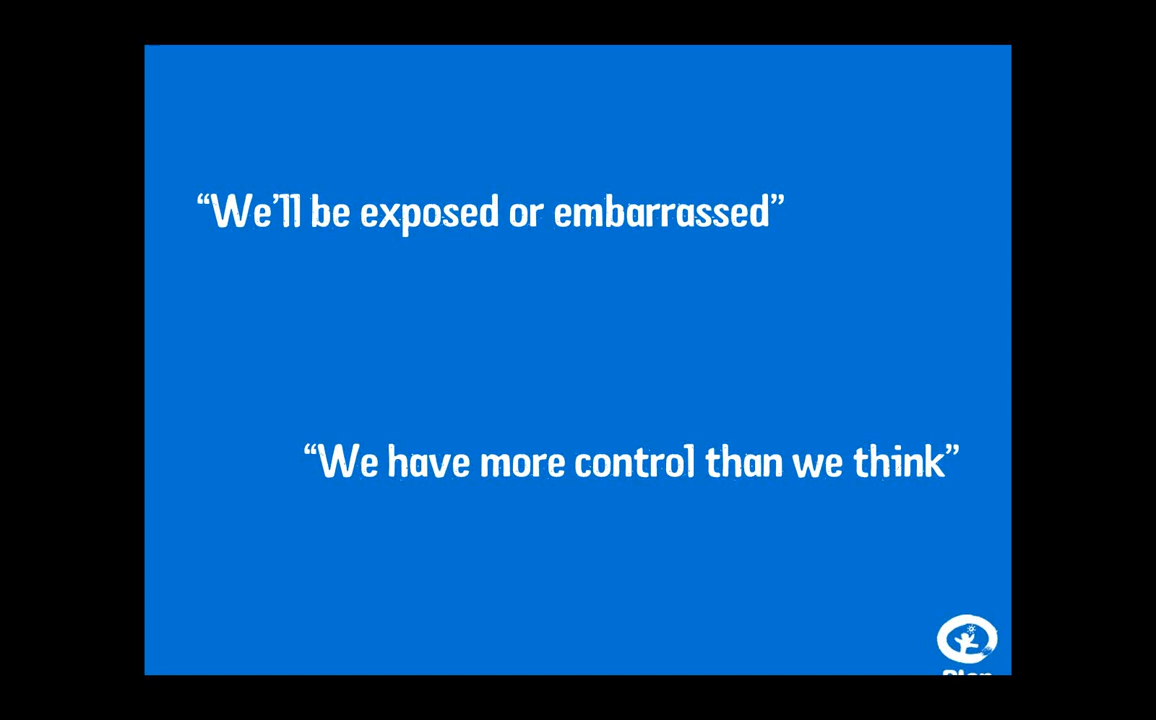 “We’ll be exposed or embarrassed”
“We have more control than we think”